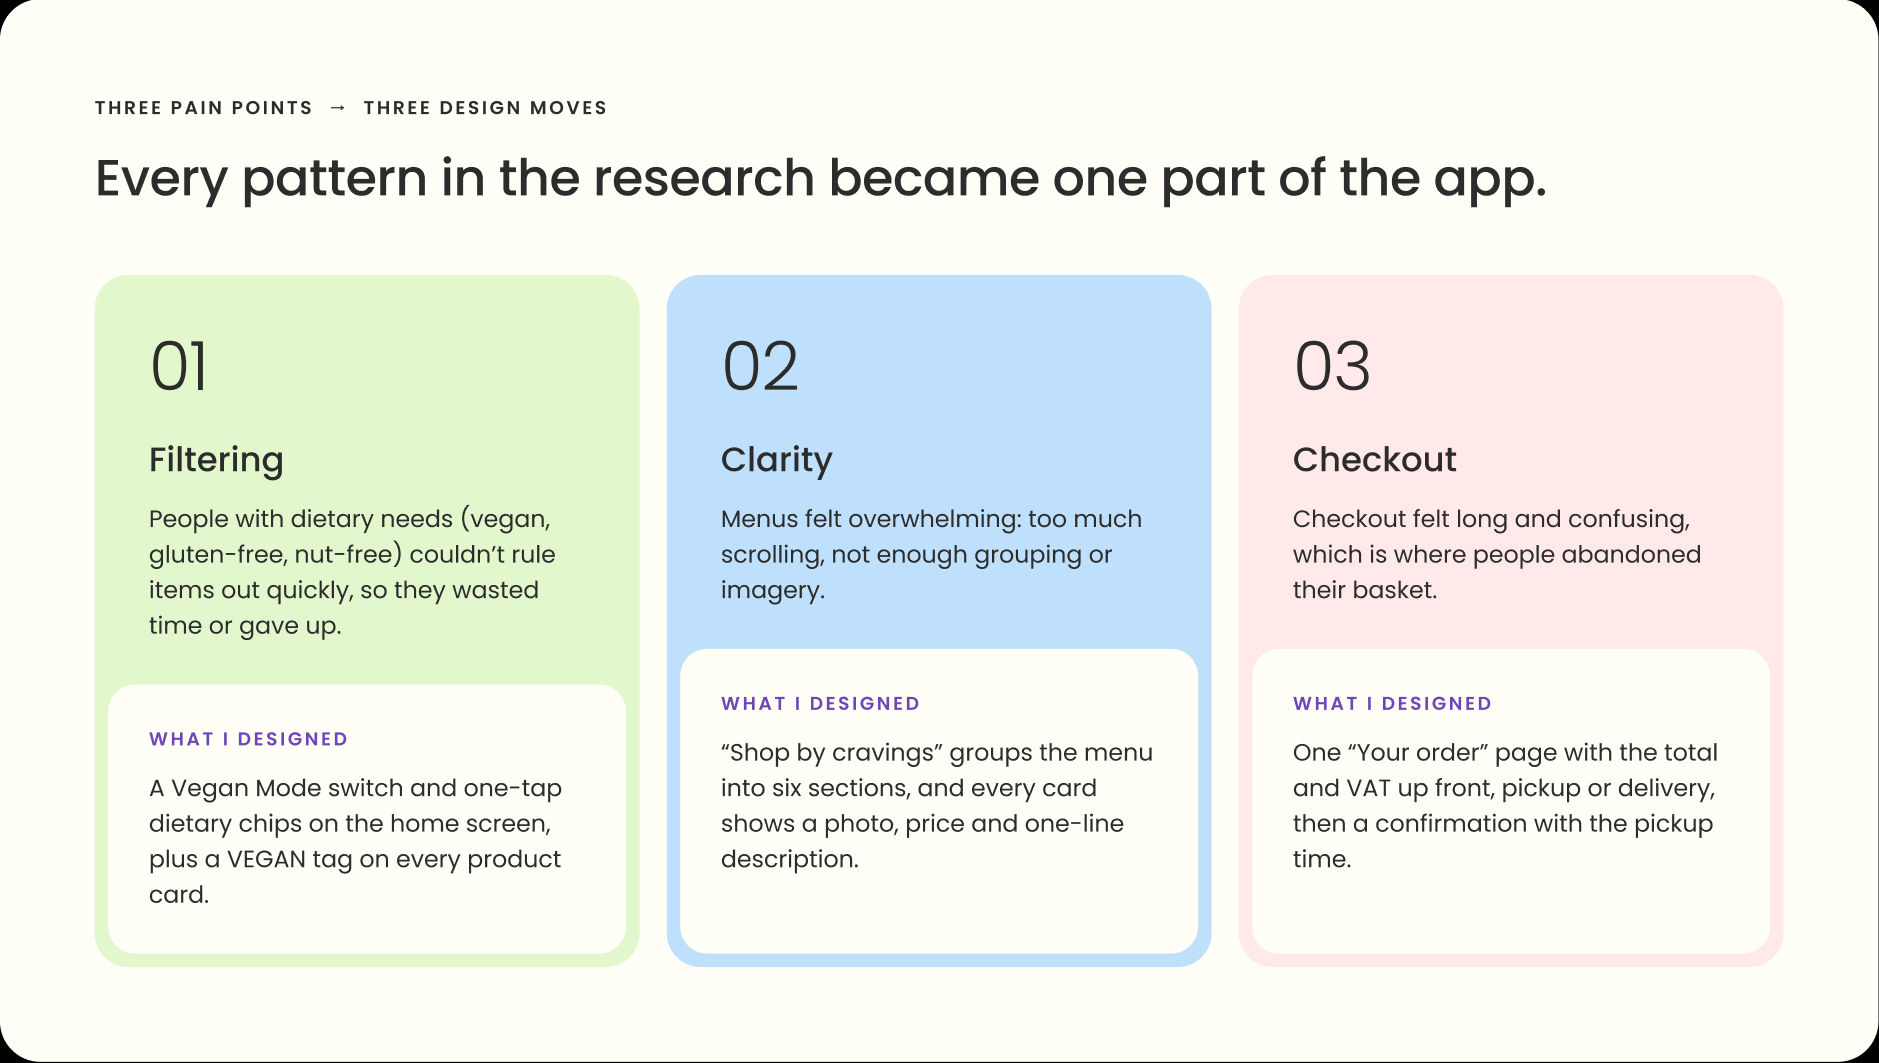 THREE PAIN POINTS → THREE DESIGN MOVES
Every pattern in the research became one part of the app.
01
Filtering
People with dietary needs (vegan,
gluten-free, nut-free) couldn’t rule
items out quickly, so they wasted
time or gave up.
WHAT I DESIGNED
A Vegan Mode switch and one-tap
dietary chips on the home screen,
plus a VEGAN tag on every product
card.
02
Clarity
Menus felt overwhelming: too much
scrolling, not enough grouping or
imagery.
WHAT I DESIGNED
“Shop by cravings” groups the menu
into six sections, and every card
shows a photo, price and one-line
description.
03
Checkout
Checkout felt long and confusing,
which is where people abandoned
their basket.
WHAT I DESIGNED
One “Your order” page with the total
and VAT up front, pickup or delivery,
then a confirmation with the pickup
time.